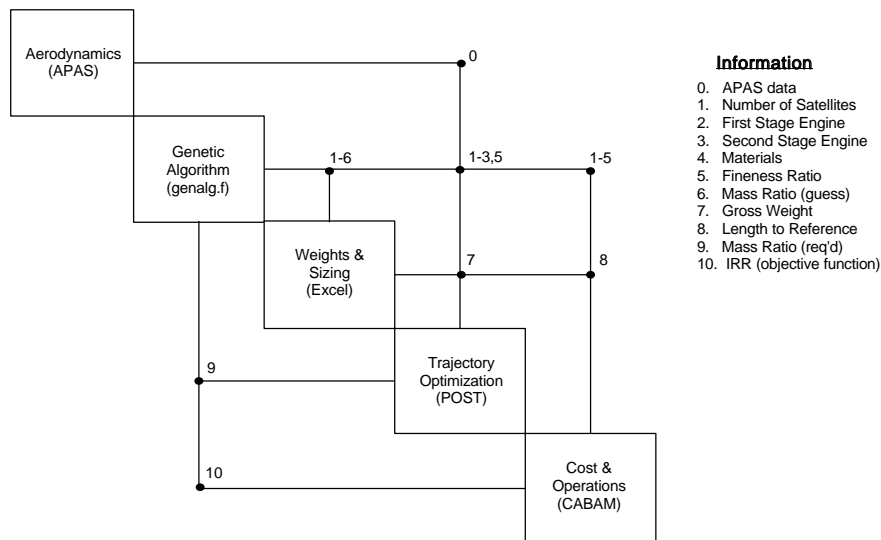 Aerodynamics
(APAS)
0
Genetic
Algorithm
(genalg.f)
1-6
1-3,5
1-5
Weights &
Sizing
(Excel)
7
8
Trajectory
Optimization
(POST)
9
Cost &
Operations
(CABAM)
10
Information
0. APAS data
1. Number of Satellites
2. First Stage Engine
3. Second Stage Engine
4. Materials
5. Fineness Ratio
6. Mass Ratio (guess)
7. Gross Weight
8. Length to Reference
9. Mass Ratio (req'd)
10. IRR (objective function)